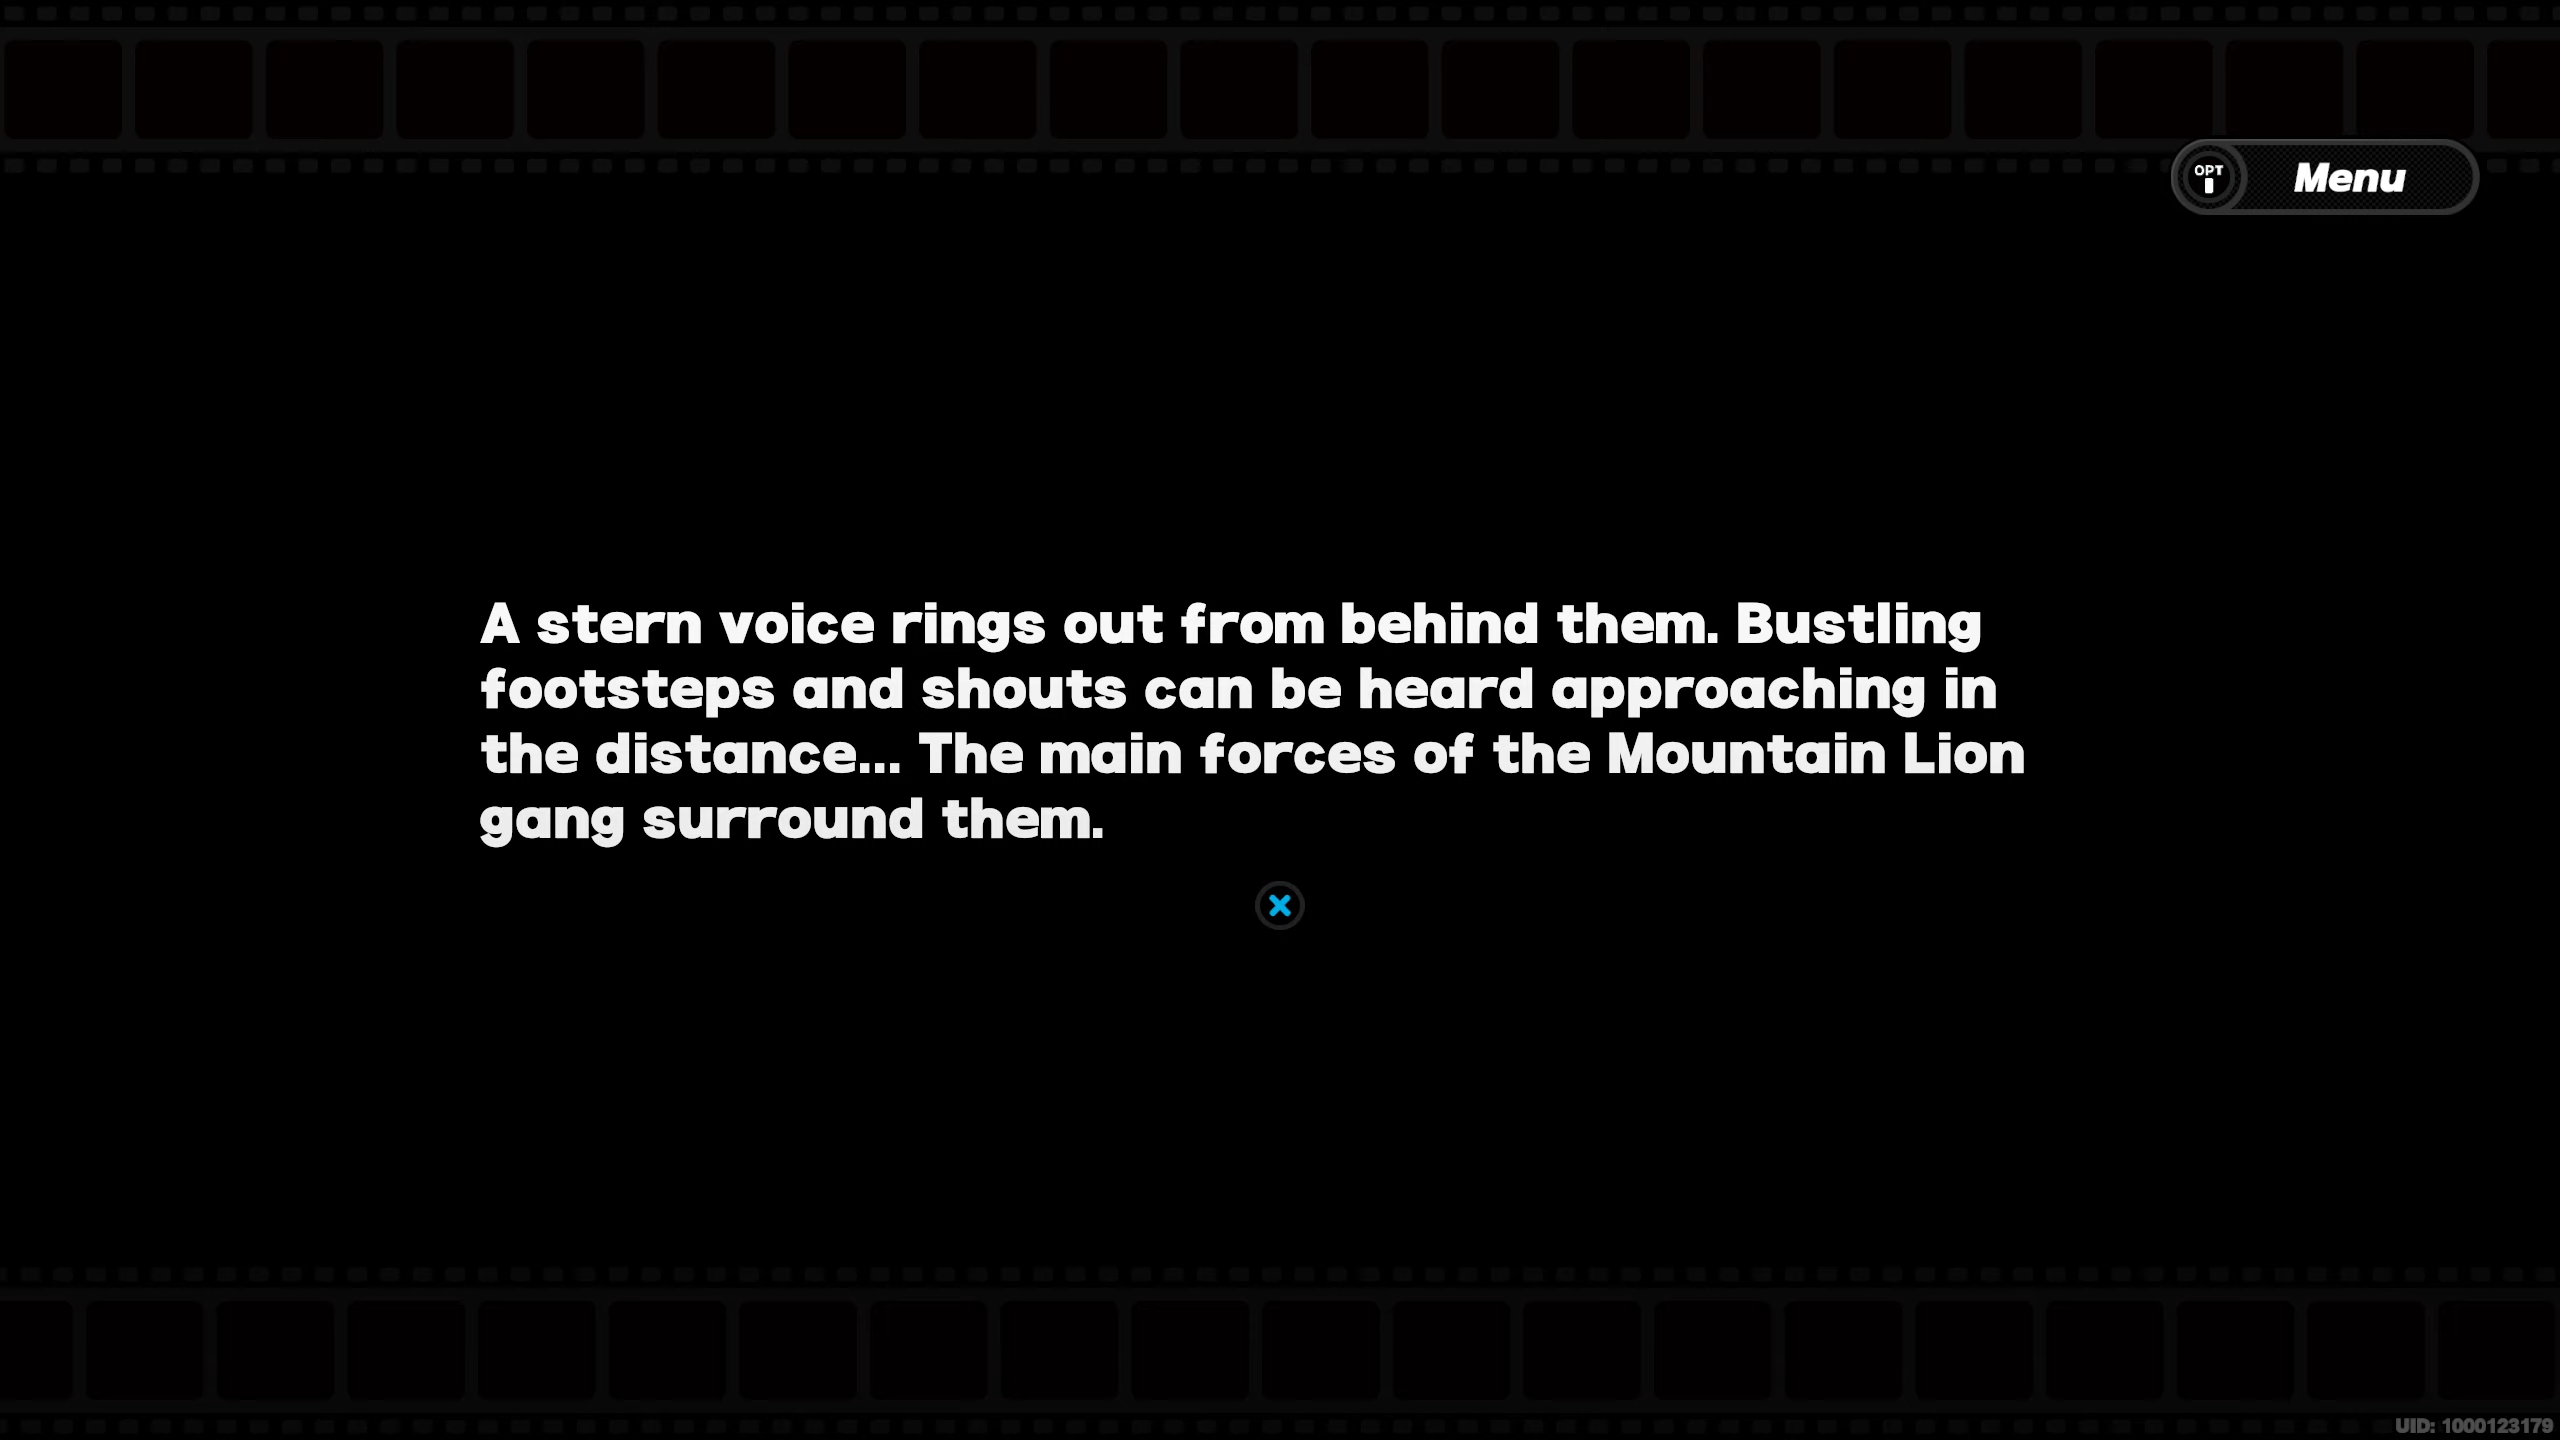 OPT
Menu
A stern voice rings out from behind them. Bustling
footsteps and shouts can be heard approaching in
the distance... The main forces of the Mountain Lion
gang surround them.
UID: 1000123179